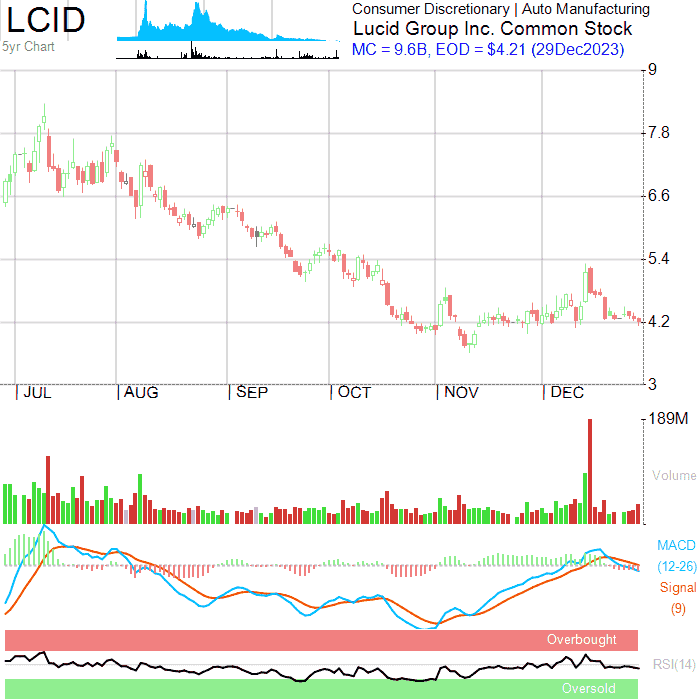 LCID
5yr Chart
Consumer Discretionary | Auto Manufacturing
Lucid Group Inc. Common Stock
MC = 9.6B, EOD = $4.21 (29Dec2023)
9
7.8
6.6
5.4
4.2
3
JUL AUG SEP OCT NOV DEC
189M
Volume
MACD
(12-26)
Signal
(9)
Overbought
RSI(14)
Oversold